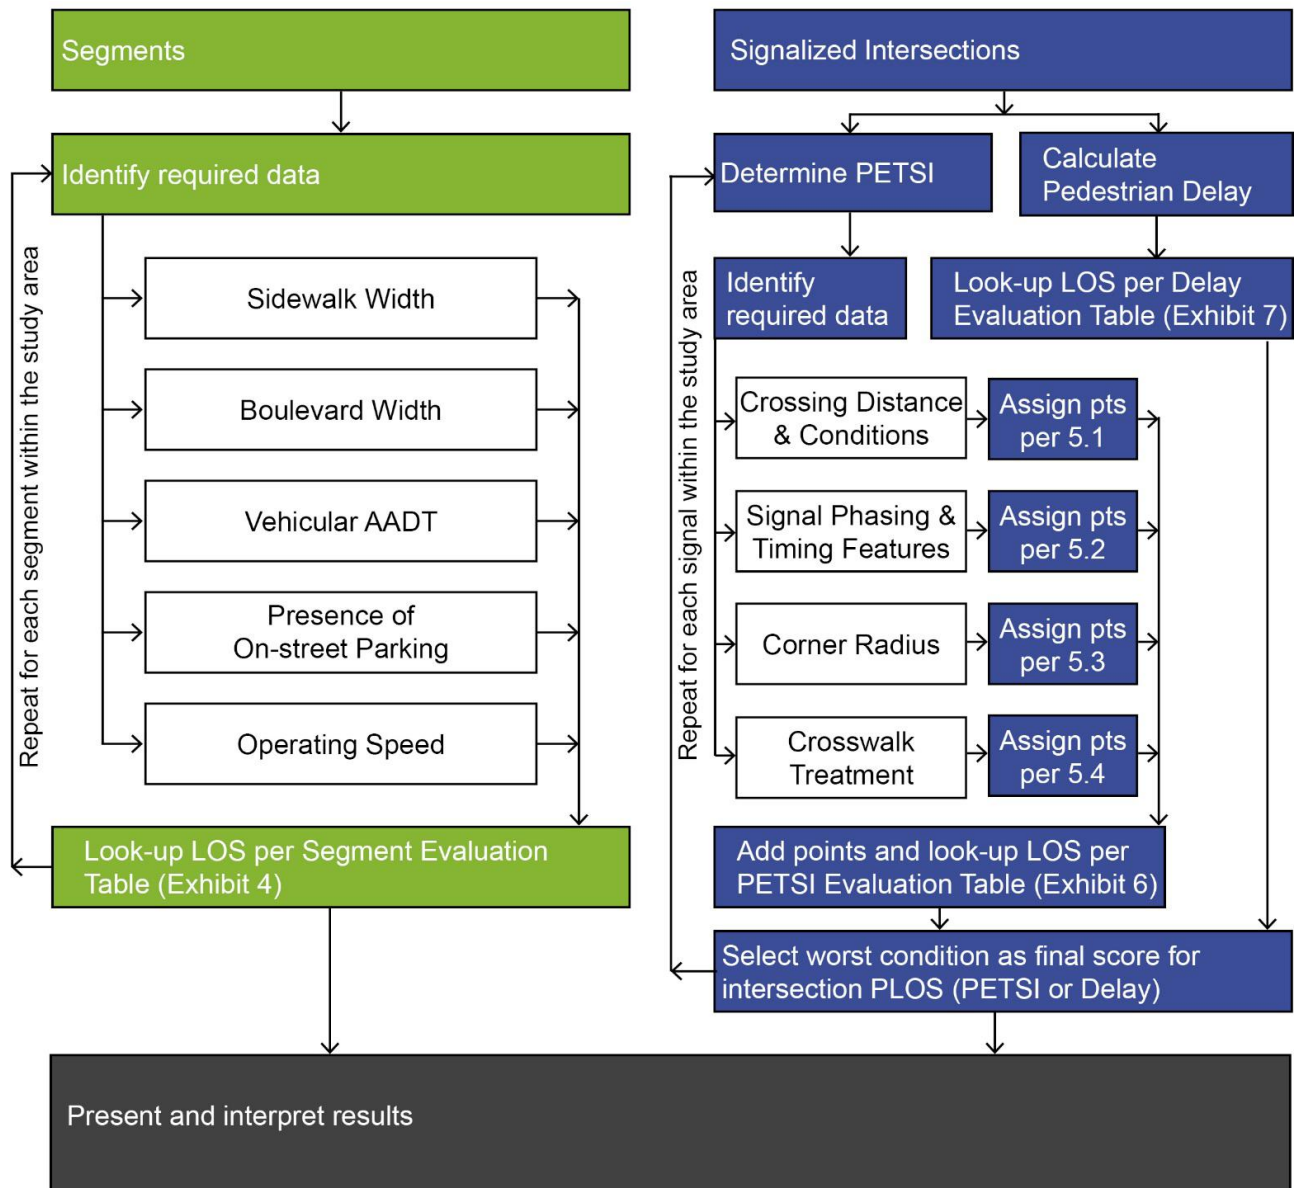 Segments
Identify required data
Repeat for each segment within the study area
Sidewalk Width
Boulevard Width
Vehicular AADT
Presence of
On-street Parking
Operating Speed
Look-up LOS per Segment Evaluation
Table (Exhibit 4)
Signalized Intersections
Determine PETSI
Calculate
Pedestrian Delay
Identify
required data
Look-up LOS per Delay
Evaluation Table (Exhibit 7)
Repeat for each signal within the study area
Crossing Distance
& Conditions
Assign pts
per 5.1
Signal Phasing &
Timing Features
Assign pts
per 5.2
Corner Radius
Assign pts
per 5.3
Crosswalk
Treatment
Assign pts
per 5.4
Add points and look-up LOS per
PETSI Evaluation Table (Exhibit 6)
Select worst condition as final score for
intersection PLOS (PETSI or Delay)
Present and interpret results